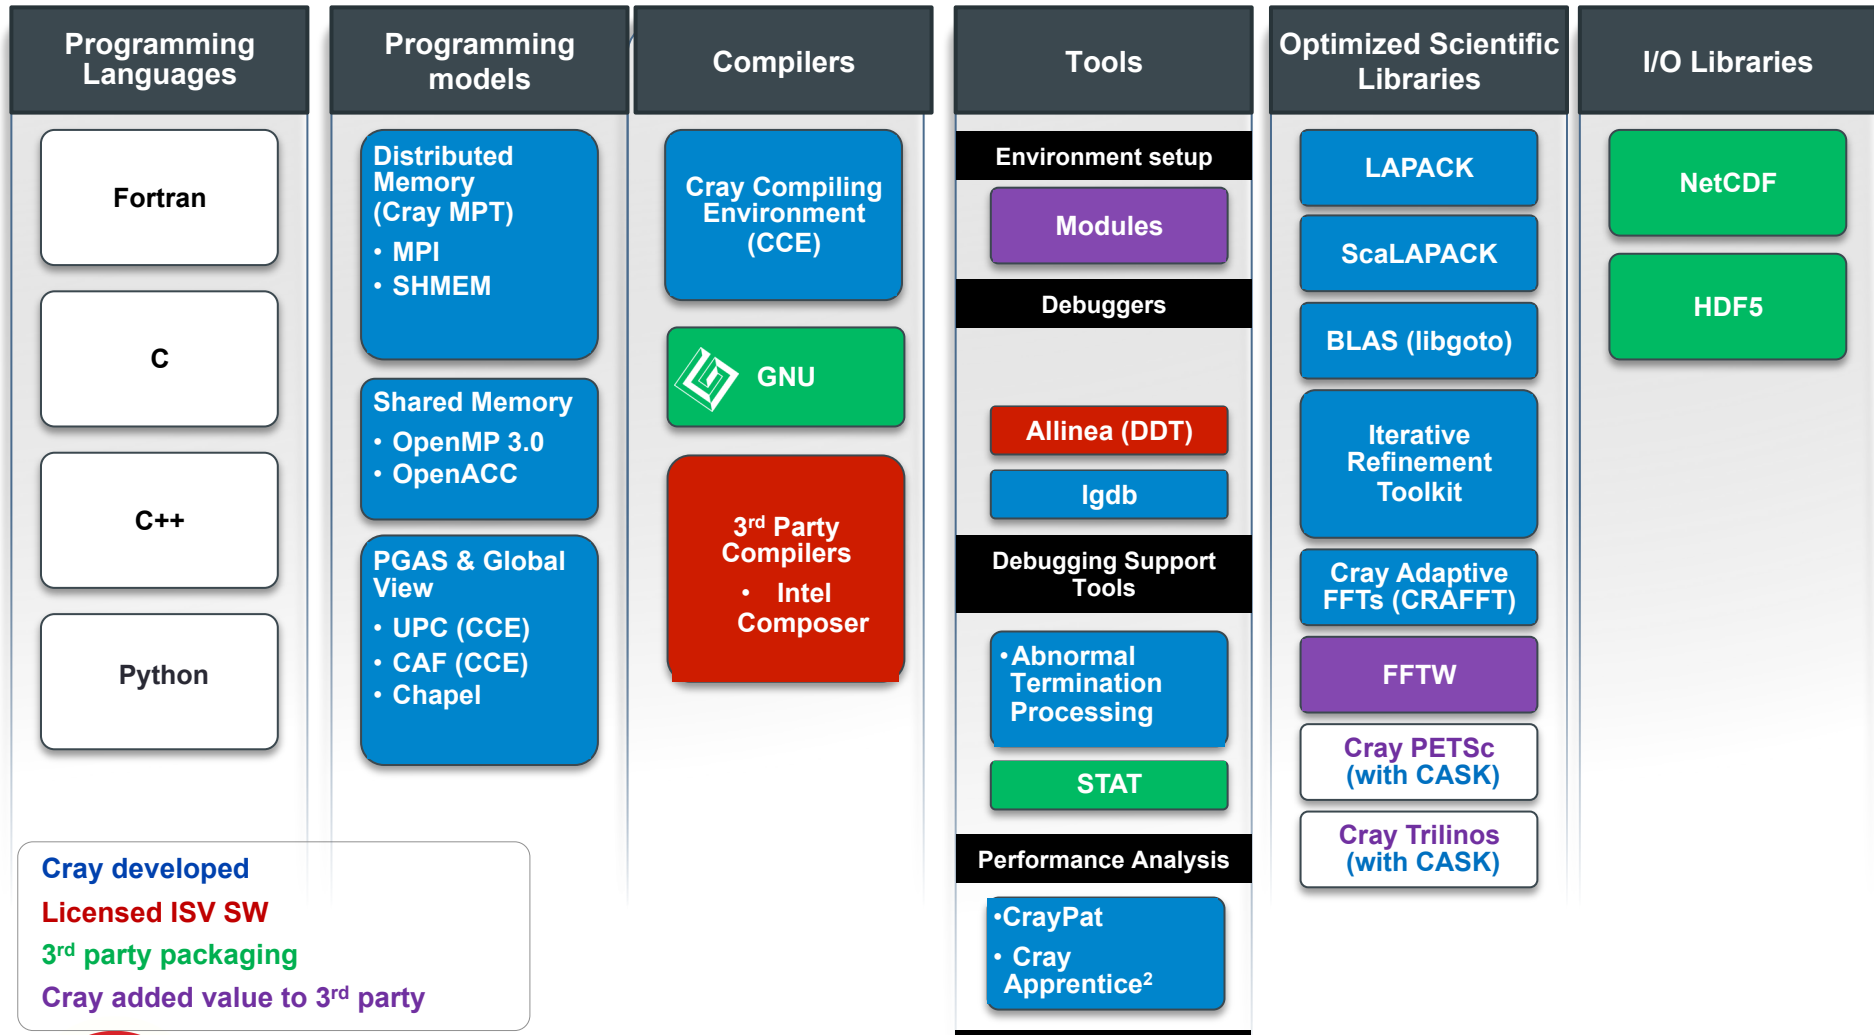 Programming
Languages
Fortran
C
C++
Python
Programming
models
Distributed
Memory
(Cray MPT)
• MPI
• SHMEM
Shared Memory
• OpenMP 3.0
• OpenACC
PGAS & Global
View
• UPC (CCE)
• CAF (CCE)
• Chapel
Compilers
Cray Compiling
Environment
(CCE)
GNU
3rd Party
Compilers
• Intel
Composer
Tools
Environment setup
Modules
Debuggers
Allinea (DDT)
lgdb
Debugging Support
Tools
•Abnormal
Termination
Processing
STAT
Performance Analysis
•CrayPat
• Cray
Apprentice2
Optimized Scientific
Libraries
LAPACK
ScaLAPACK
BLAS (libgoto)
Iterative
Refinement
Toolkit
Cray Adaptive
FFTs (CRAFFT)
FFTW
Cray PETSc
(with CASK)
Cray Trilinos
(with CASK)
I/O Libraries
NetCDF
HDF5
Cray developed
Licensed ISV SW
3rd party packaging
Cray added value to 3rd party